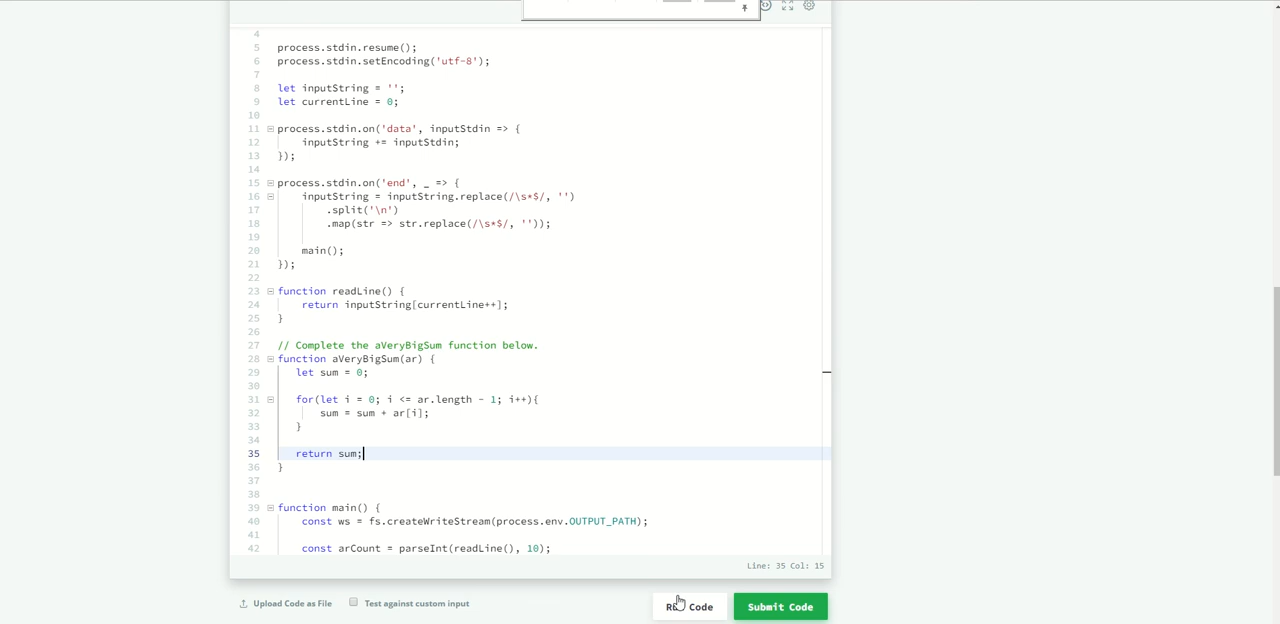 4
5 process.stdin.resume();
6 process.stdin.setEncoding('utf-8');
7
8 let inputString = '';
9 let currentLine = 0;
10
11 process.stdin.on('data', inputStdin => {
12     inputString += inputStdin;
13 });
14
15 process.stdin.on('end', _ => {
16     inputString = inputString.replace(/\s*$/, '')
17         .split('\n')
18         .map(str => str.replace(/\s*$/, ''));
19
20     main();
21 });
22
23 function readLine() {
24     return inputString[currentLine++];
25 }
26
27 // Complete the aVeryBigSum function below.
28 function aVeryBigSum(ar) {
29    let sum = 0;
30
31    for(let i = 0; i <= ar.length - 1; i++){
32        sum = sum + ar[i];
33    }
34
35    return sum;
36 }
37
38
39 function main() {
40     const ws = fs.createWriteStream(process.env.OUTPUT_PATH);
41
42     const arCount = parseInt(readLine(), 10);
Line: 35 Col: 15
Upload Code as File
Test against custom input
Code
Submit Code